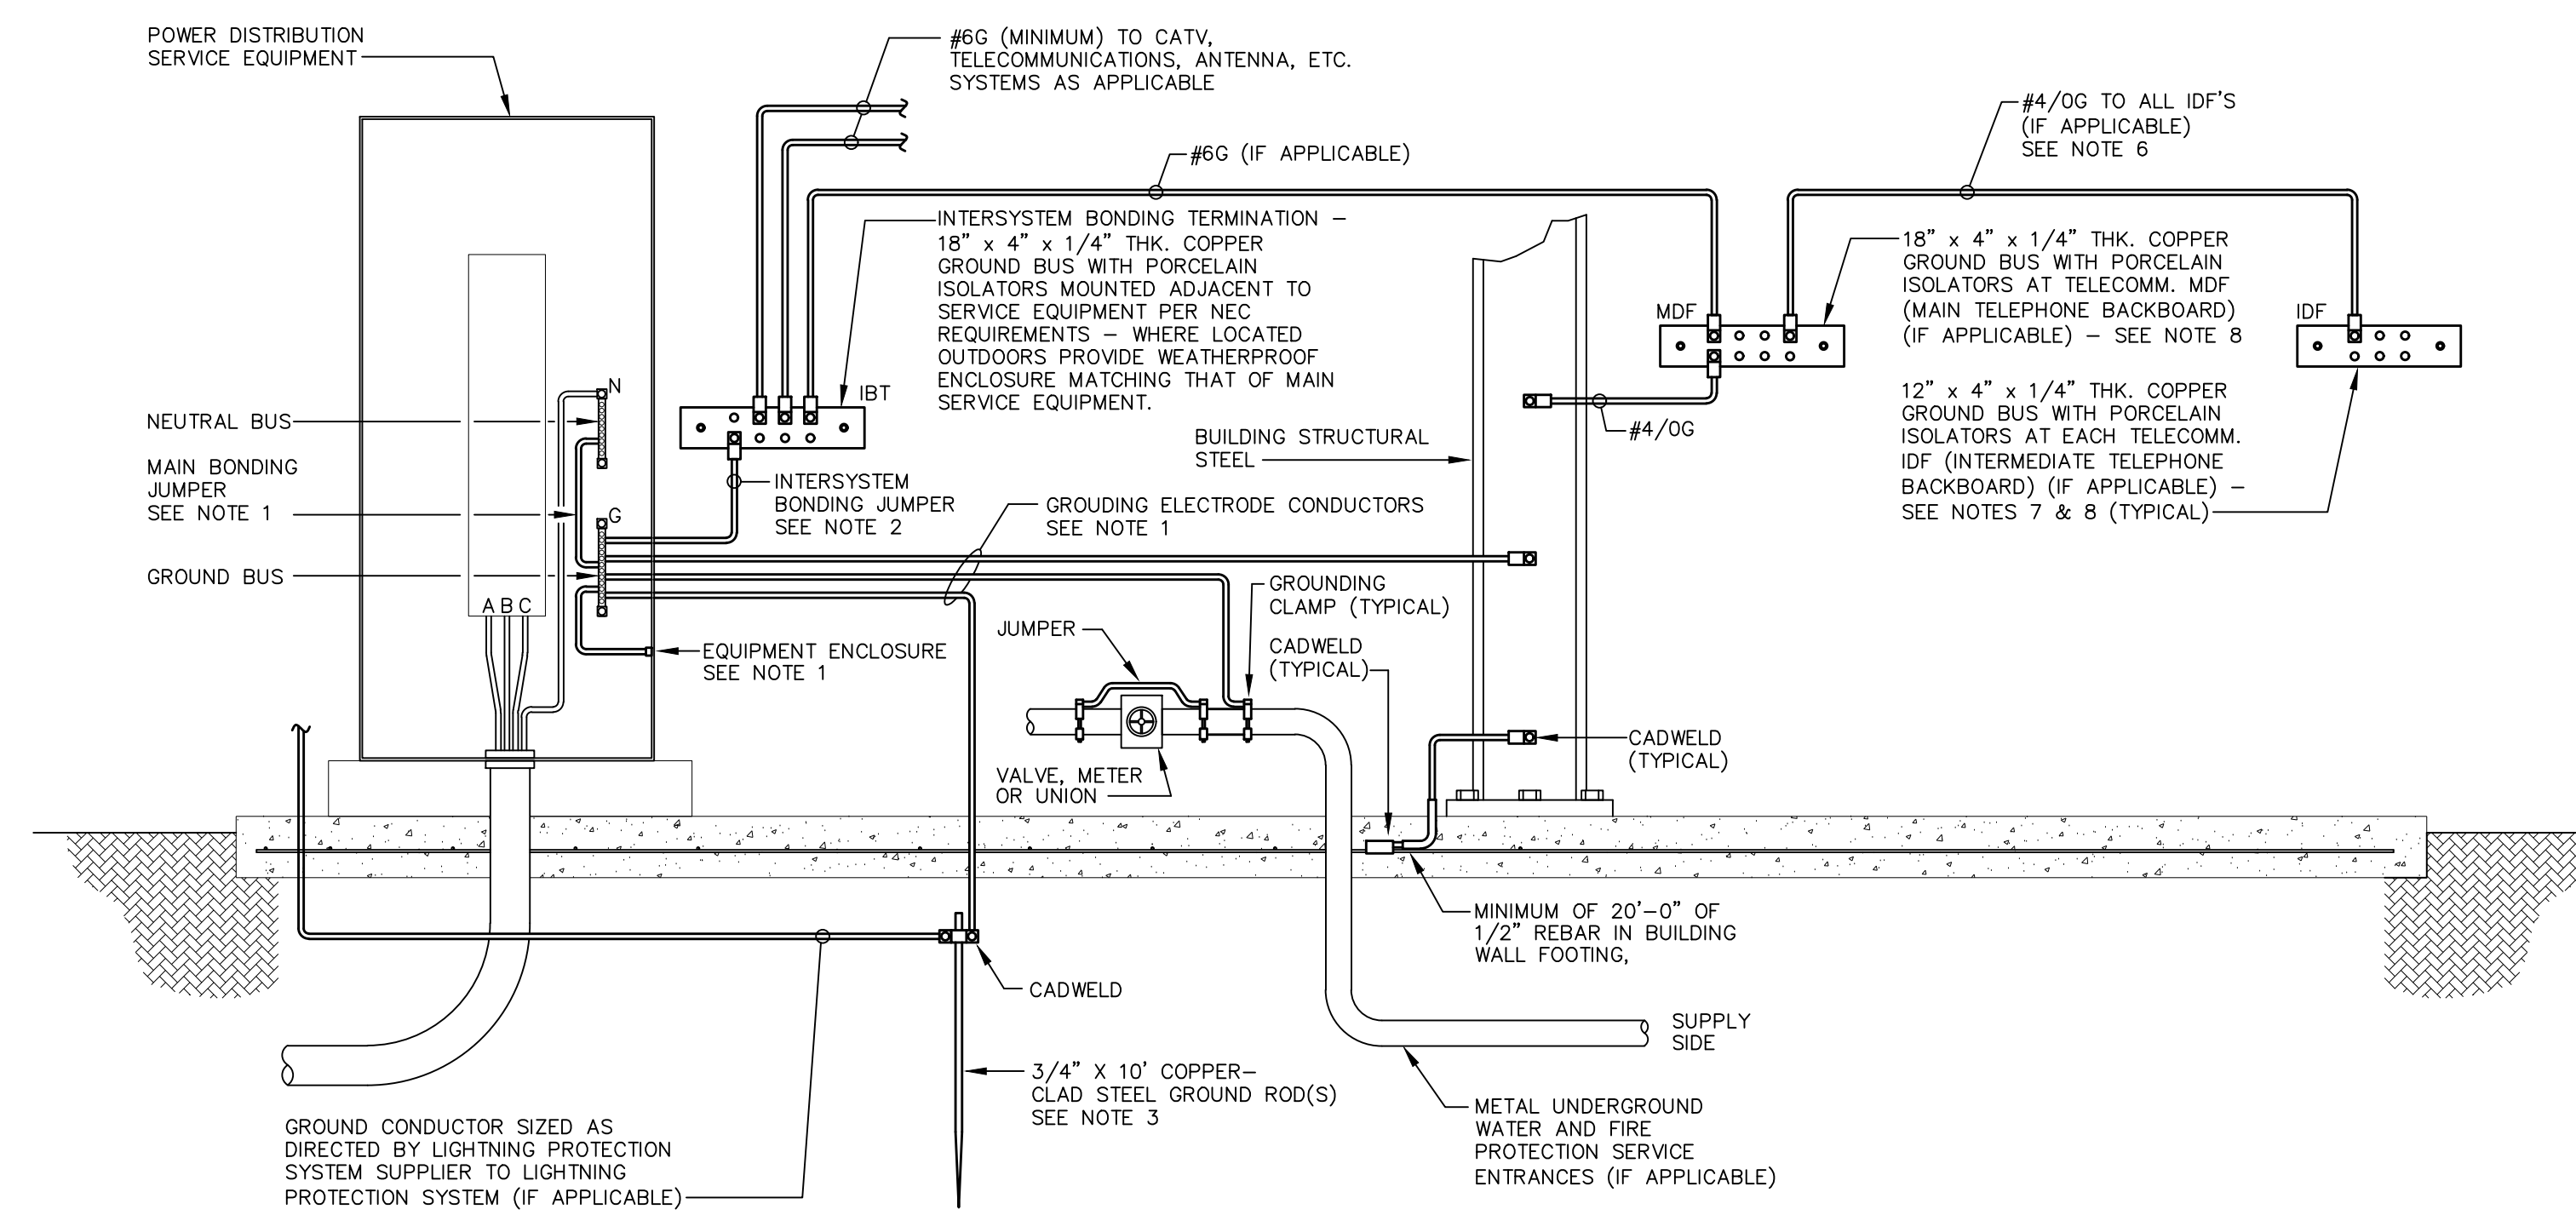 POWER DISTRIBUTION
SERVICE EQUIPMENT
#6G (MINIMUM) TO CATV,
TELECOMMUNICATIONS, ANTENNA, ETC.
SYSTEMS AS APPLICABLE
#4/0G TO ALL IDF'S
(IF APPLICABLE)
SEE NOTE 6
#6G (IF APPLICABLE)
INTERSYSTEM BONDING TERMINATION –
18" x 4" x 1/4" THK. COPPER
GROUND BUS WITH PORCELAIN
ISOLATORS MOUNTED ADJACENT TO
SERVICE EQUIPMENT PER NEC
REQUIREMENTS – WHERE LOCATED
OUTDOORS PROVIDE WEATHERPROOF
ENCLOSURE MATCHING THAT OF MAIN
SERVICE EQUIPMENT.
18" x 4" x 1/4" THK. COPPER
GROUND BUS WITH PORCELAIN
ISOLATORS AT TELECOMM. MDF
(MAIN TELEPHONE BACKBOARD)
(IF APPLICABLE) – SEE NOTE 8
MDF
IDF
12" x 4" x 1/4" THK. COPPER
GROUND BUS WITH PORCELAIN
ISOLATORS AT EACH TELECOMM.
IDF (INTERMEDIATE TELEPHONE
BACKBOARD) (IF APPLICABLE) –
SEE NOTES 7 & 8 (TYPICAL)
N
IBT
NEUTRAL BUS
#4/0G
BUILDING STRUCTURAL
STEEL
MAIN BONDING
JUMPER
SEE NOTE 1
INTERSYSTEM
BONDING JUMPER
SEE NOTE 2
GROUDING ELECTRODE CONDUCTORS
SEE NOTE 1
G
GROUND BUS
A B C
GROUNDING
CLAMP (TYPICAL)
JUMPER
CADWELD
(TYPICAL)
EQUIPMENT ENCLOSURE
SEE NOTE 1
CADWELD
(TYPICAL)
VALVE, METER
OR UNION
MINIMUM OF 20'-0" OF
1/2" REBAR IN BUILDING
WALL FOOTING,
CADWELD
SUPPLY
SIDE
3/4" X 10' COPPER–
CLAD STEEL GROUND ROD(S)
SEE NOTE 3
METAL UNDERGROUND
WATER AND FIRE
PROTECTION SERVICE
ENTRANCES (IF APPLICABLE)
GROUND CONDUCTOR SIZED AS
DIRECTED BY LIGHTNING PROTECTION
SYSTEM SUPPLIER TO LIGHTNING
PROTECTION SYSTEM (IF APPLICABLE)